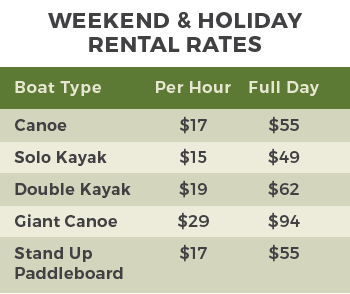 WEEKEND & HOLIDAY
RENTAL RATES
Boat Type Per Hour Full Day
Canoe $17 $55
Solo Kayak $15 $49
Double Kayak $19 $62
Giant Canoe $29 $94
Stand Up $17 $55
Paddleboard